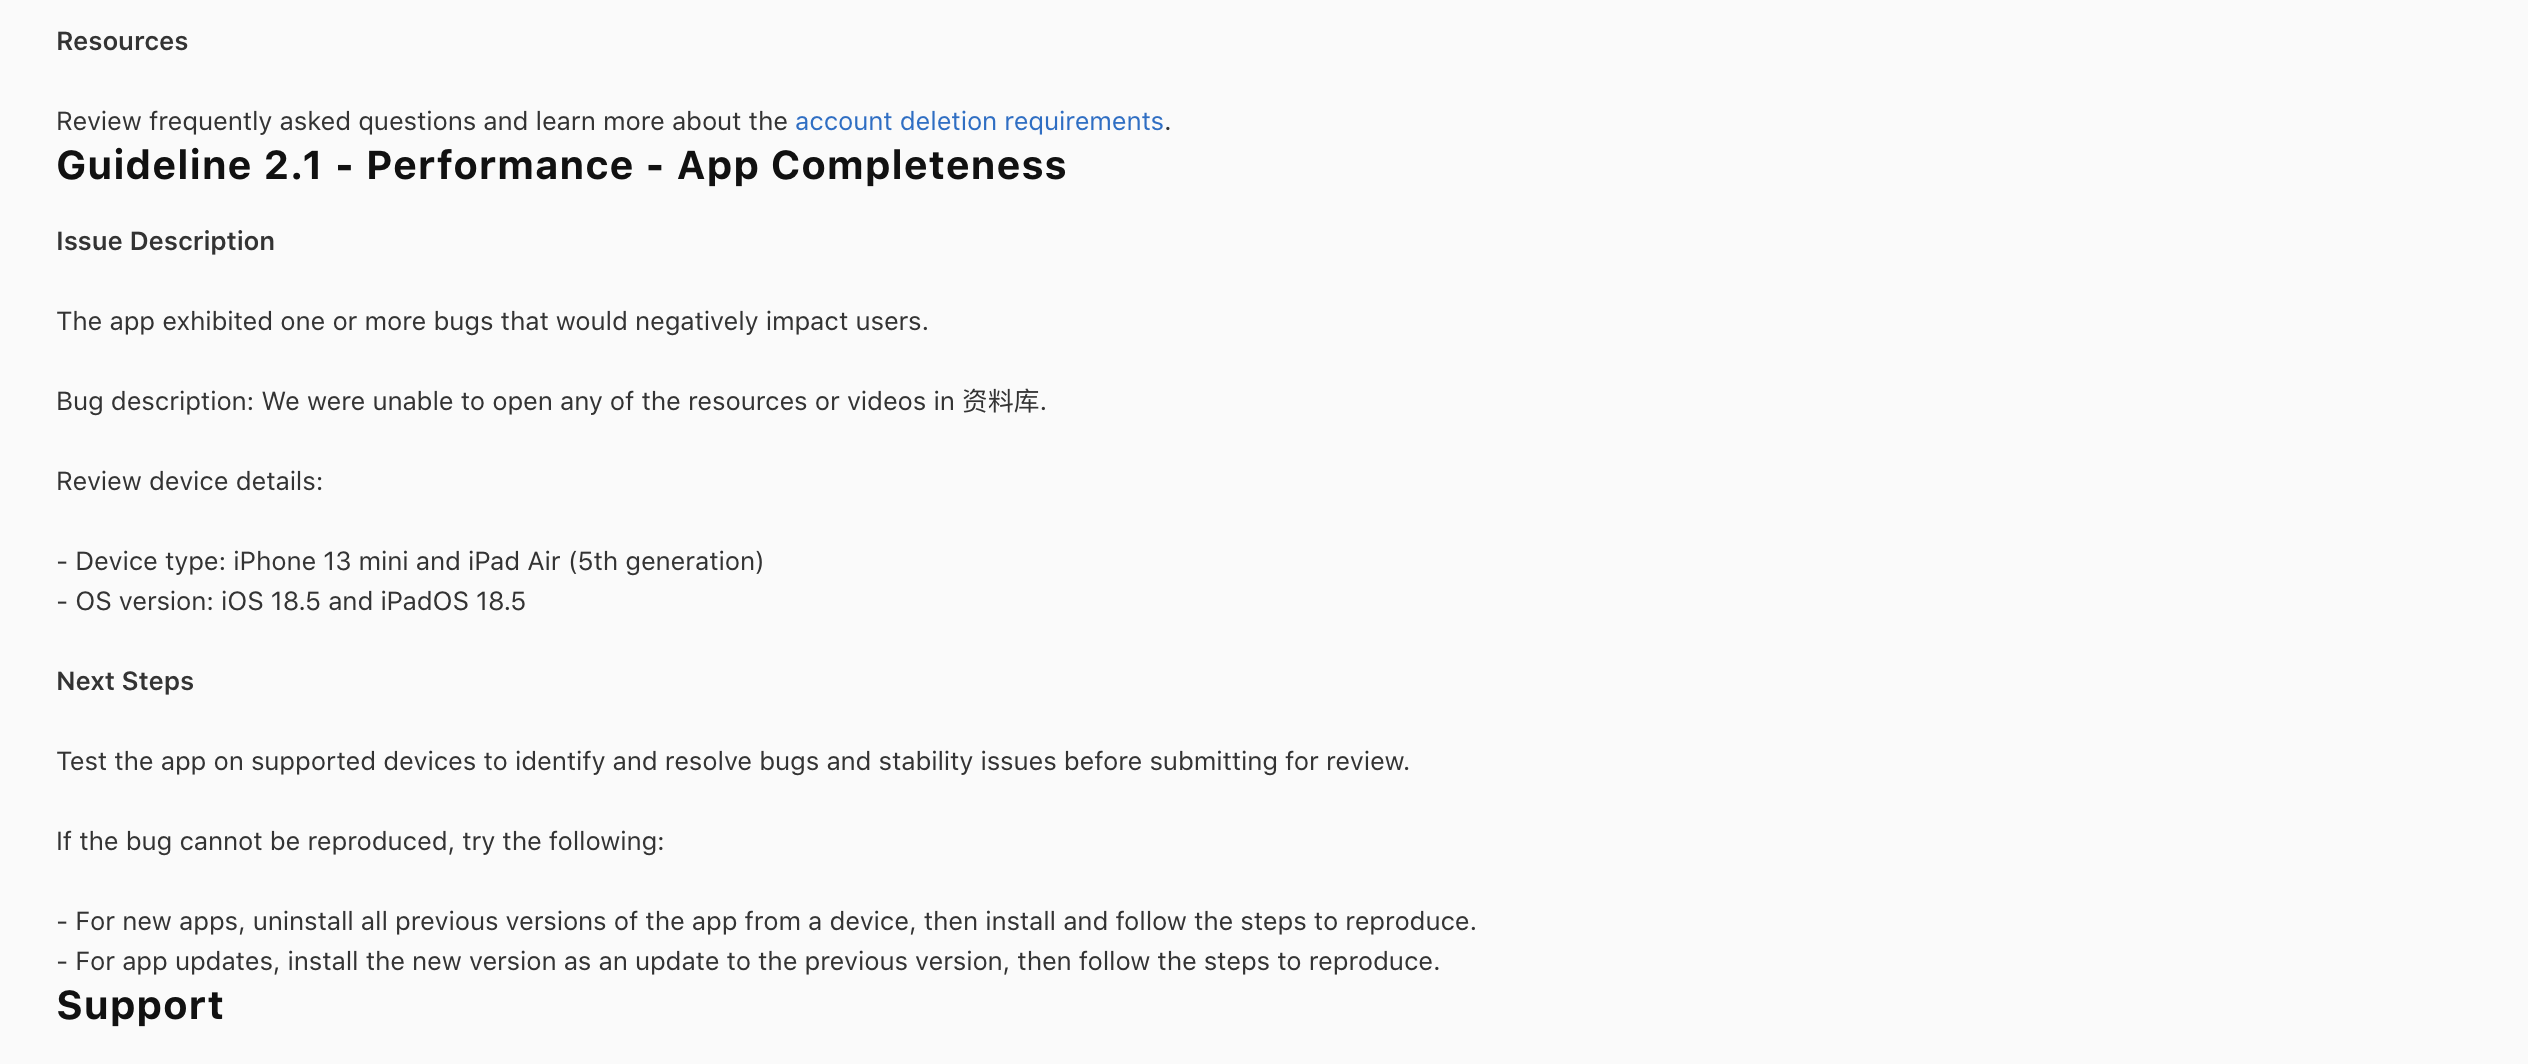 Resources
Review frequently asked questions and learn more about the account deletion requirements.
Guideline 2.1 - Performance - App Completeness
Issue Description
The app exhibited one or more bugs that would negatively impact users.
Bug description: We were unable to open any of the resources or videos in 资料库.
Review device details:
- Device type: iPhone 13 mini and iPad Air (5th generation)
- OS version: iOS 18.5 and iPadOS 18.5
Next Steps
Test the app on supported devices to identify and resolve bugs and stability issues before submitting for review.
If the bug cannot be reproduced, try the following:
- For new apps, uninstall all previous versions of the app from a device, then install and follow the steps to reproduce.
- For app updates, install the new version as an update to the previous version, then follow the steps to reproduce.
Support